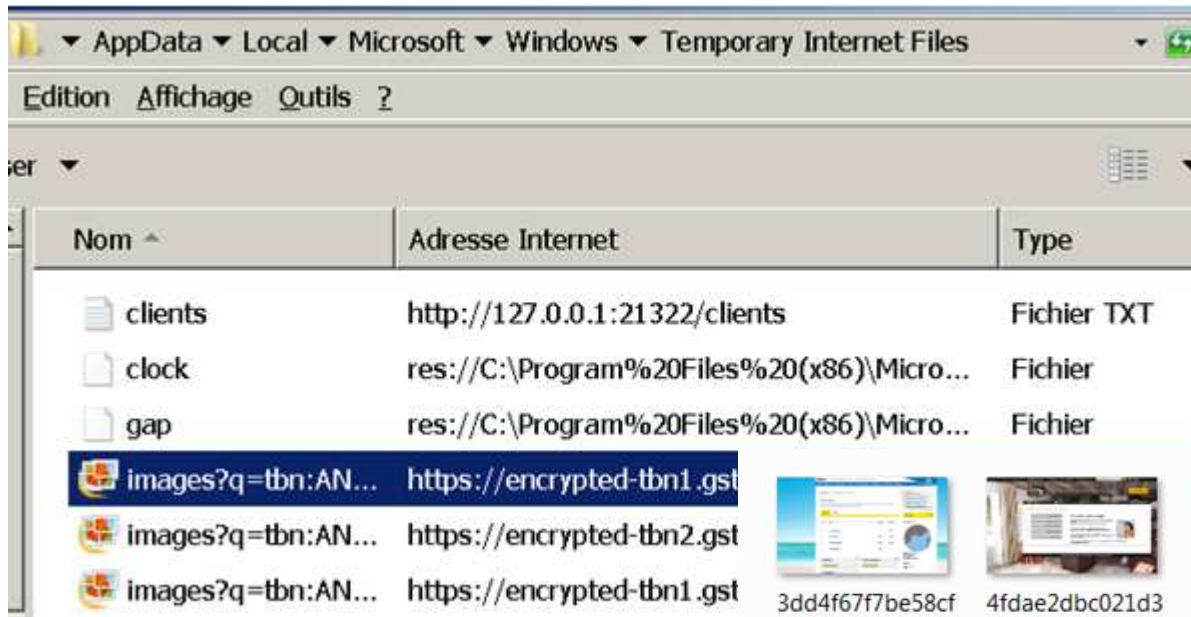 AppData Local Microsoft Windows Temporary Internet Files
Edition Affichage Outils ?
Nom Adresse Internet Type
clients http://127.0.0.1:21322/clients Fichier TXT
clock res://C:\Program%20Files%20(x86)\Micro... Fichier
gap res://C:\Program%20Files%20(x86)\Micro... Fichier
images?q=tbn:AN... https://encrypted-tbn1.gst
images?q=tbn:AN... https://encrypted-tbn2.gst
images?q=tbn:AN... https://encrypted-tbn1.gst
3dd4f67f7be58cf 4fdae2dbc021d3